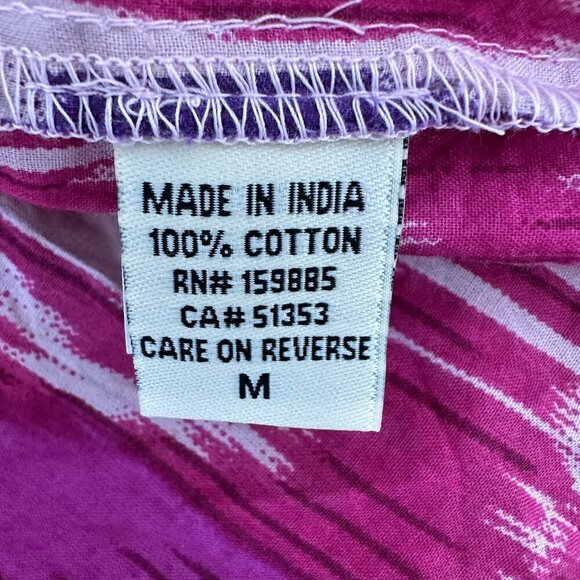 MADE IN INDIA
100% COTTON
RN# 159885
CA# 51353
CARE ON REVERSE
M